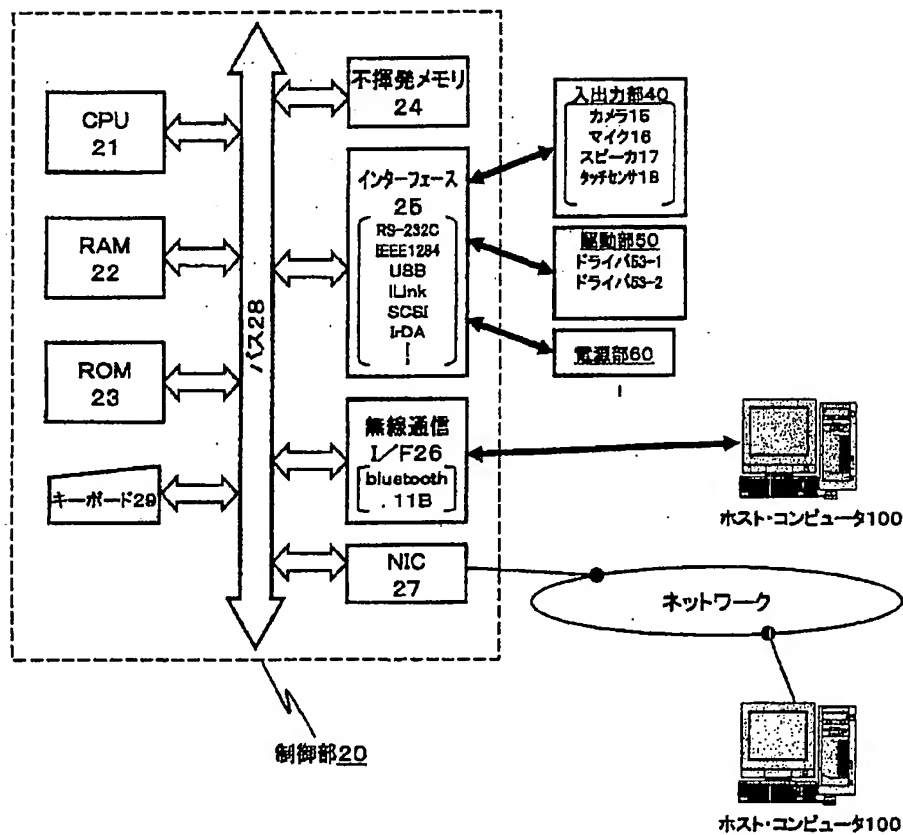 CPU
21
RAM
22
ROM
23
キーボード29
バス28
不揮発メモリ
24
インターフェース
25
RS-232C
IEEE1284
USB
iLink
SCSI
IrDA
無線通信
I/F26
bluetooth
.11B
NIC
27
入出力部40
カメラ15
マイク16
スピーカ17
タッチセンサ18
駆動部50
ドライバ53-1
ドライバ53-2
電源部60
ホスト・コンピュータ100
ネットワーク
ホスト・コンピュータ100
制御部20